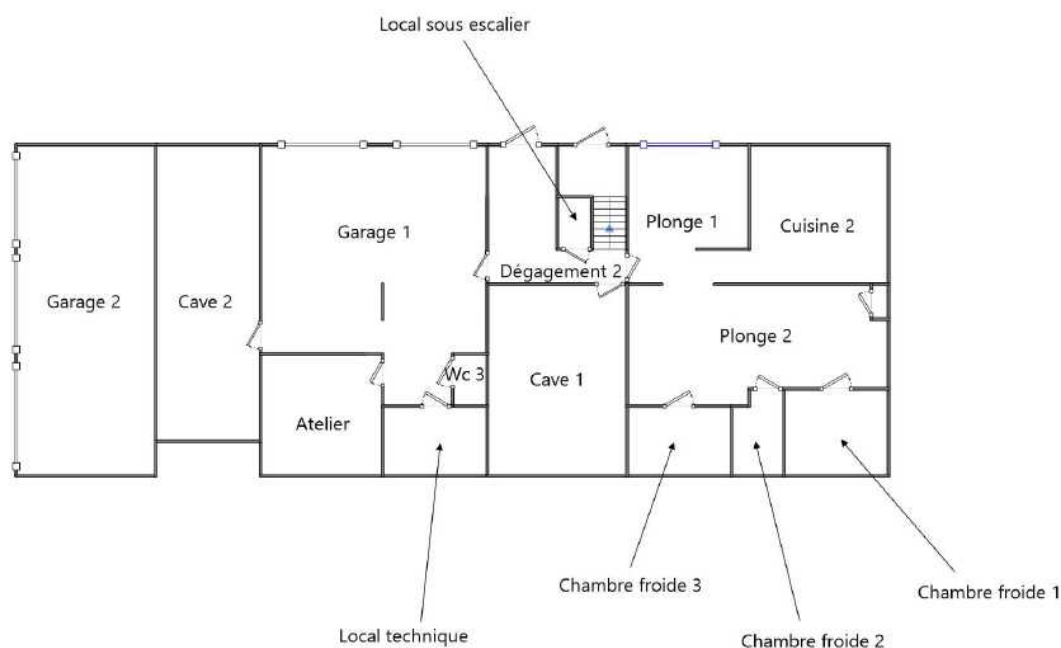 Local sous escalier
Plonge 1
Cuisine 2
Garage 1
Dégagement 2
Garage 2
Cave 2
Plonge 2
Wc 3
Cave 1
Atelier
Chambre froide 3
Chambre froide 1
Local technique
Chambre froide 2